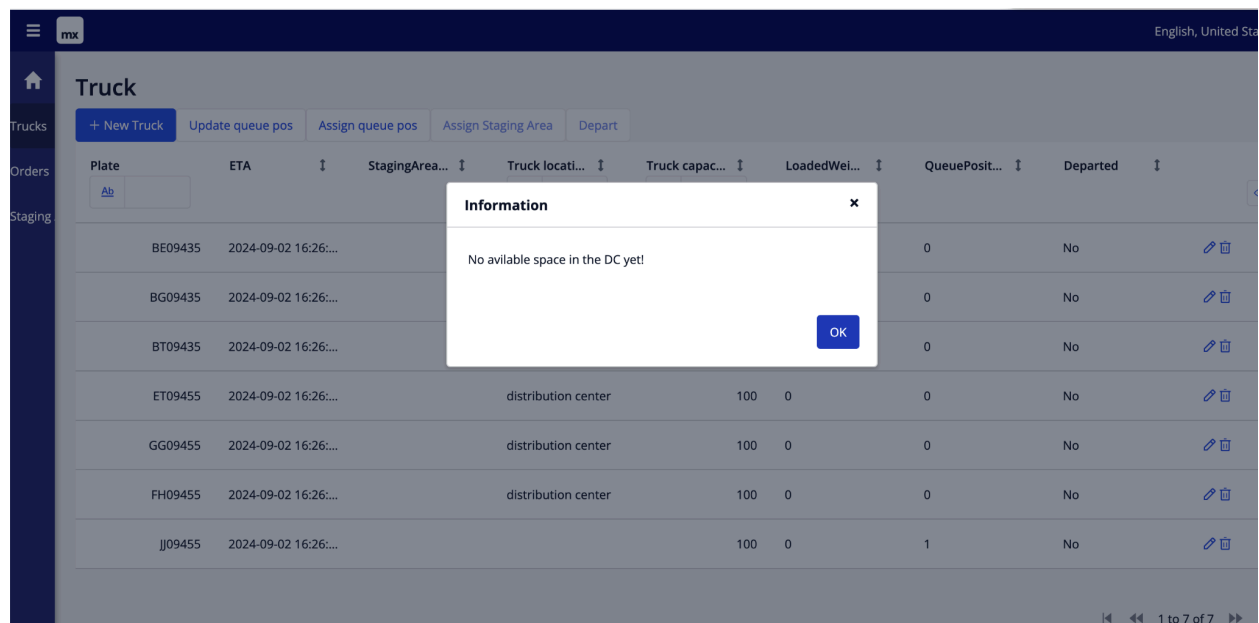 mx English, United Sta
Truck
+ New Truck Update queue pos Assign queue pos Assign Staging Area Depart
Trucks
Orders
Staging
Plate ETA StagingArea... Truck locati... Truck capac... LoadedWei... QueuePosit... Departed
Ab
Information
No avilable space in the DC yet!
OK
BE09435 2024-09-02 16:26:... 0 No
BG09435 2024-09-02 16:26:... 0 No
BT09435 2024-09-02 16:26:... 0 No
ET09455 2024-09-02 16:26:... distribution center 100 0 0 No
GG09455 2024-09-02 16:26:... distribution center 100 0 0 No
FH09455 2024-09-02 16:26:... distribution center 100 0 0 No
JJ09455 2024-09-02 16:26:... 100 0 1 No
1 to 7 of 7